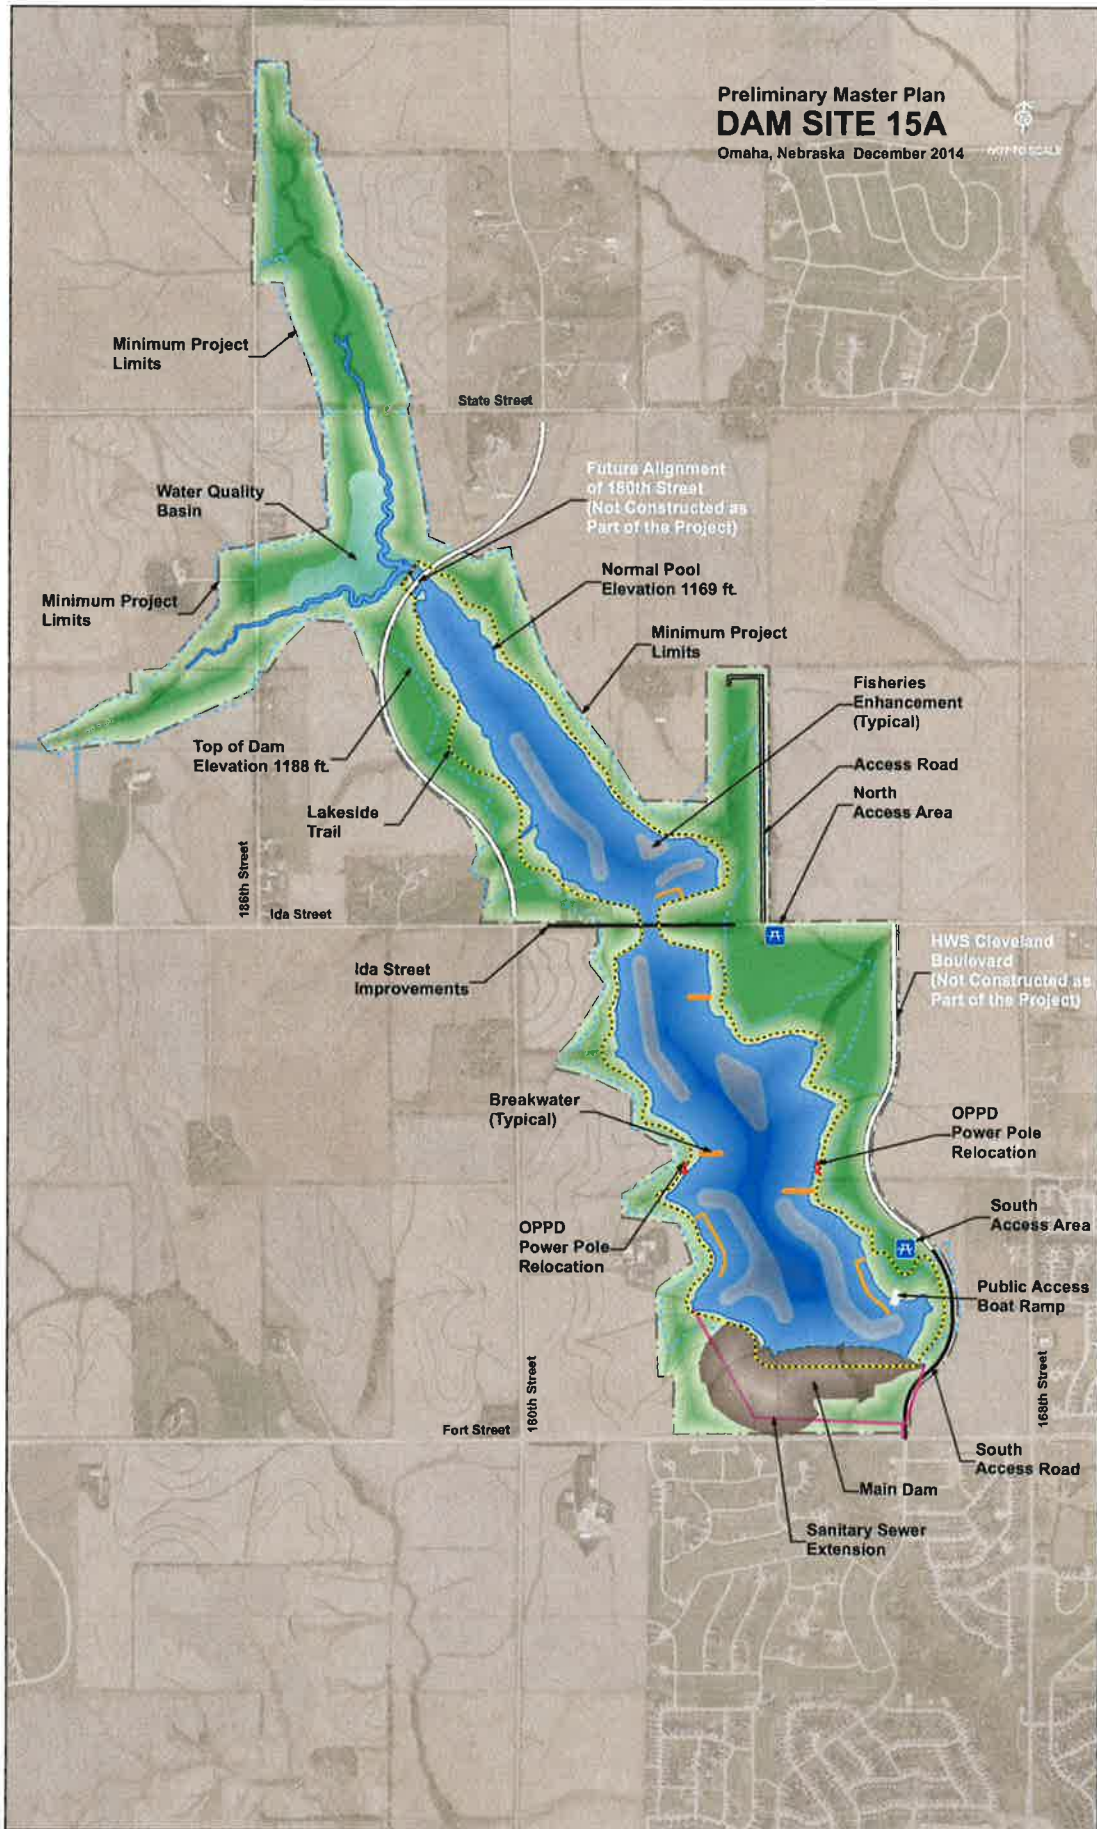 Preliminary Master Plan
DAM SITE 15A
Omaha, Nebraska December 2014
NOT TO SCALE
Minimum Project
Limits
State Street
Future Alignment
of 180th Street
(Not Constructed as
Part of the Project)
Water Quality
Basin
Normal Pool
Elevation 1169 ft.
Minimum Project
Limits
Minimum Project
Limits
Fisheries
Enhancement
(Typical)
Top of Dam
Elevation 1188 ft.
Access Road
North
Access Area
Lakeside
Trail
186th Street
Ida Street
HWS Cleveland
Boulevard
(Not Constructed as
Part of the Project)
Ida Street
Improvements
Breakwater
(Typical)
OPPD
Power Pole
Relocation
South
Access Area
OPPD
Power Pole
Relocation
Public Access
Boat Ramp
180th Street
168th Street
Fort Street
South
Access Road
Main Dam
Sanitary Sewer
Extension